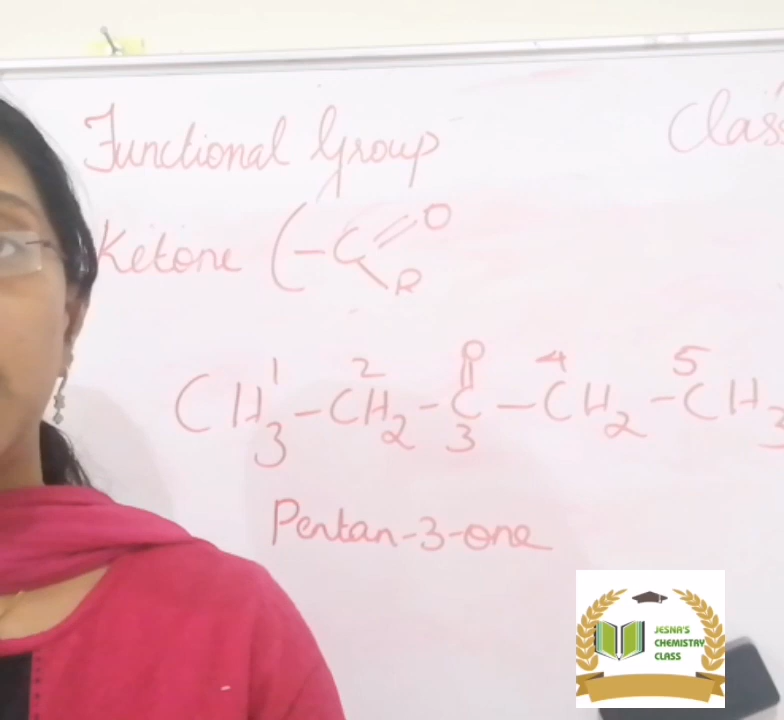 Functional Group
Class
Ketone (-C=O
R
1 2 O 4 5
CH3-CH2-C-CH2-CH3
3
Pentan-3-one
JESNA'S
CHEMISTRY
CLASS